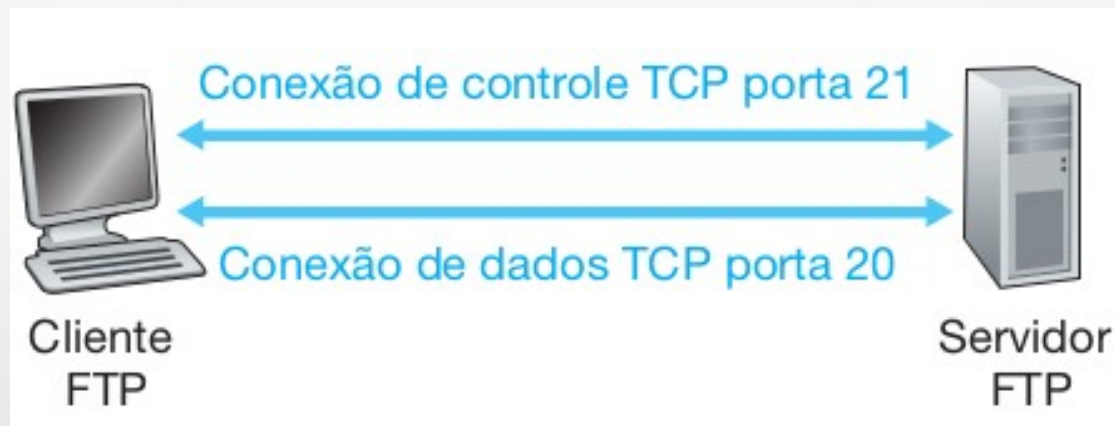 Conexão de controle TCP porta 21
Conexão de dados TCP porta 20
Cliente
FTP
Servidor
FTP